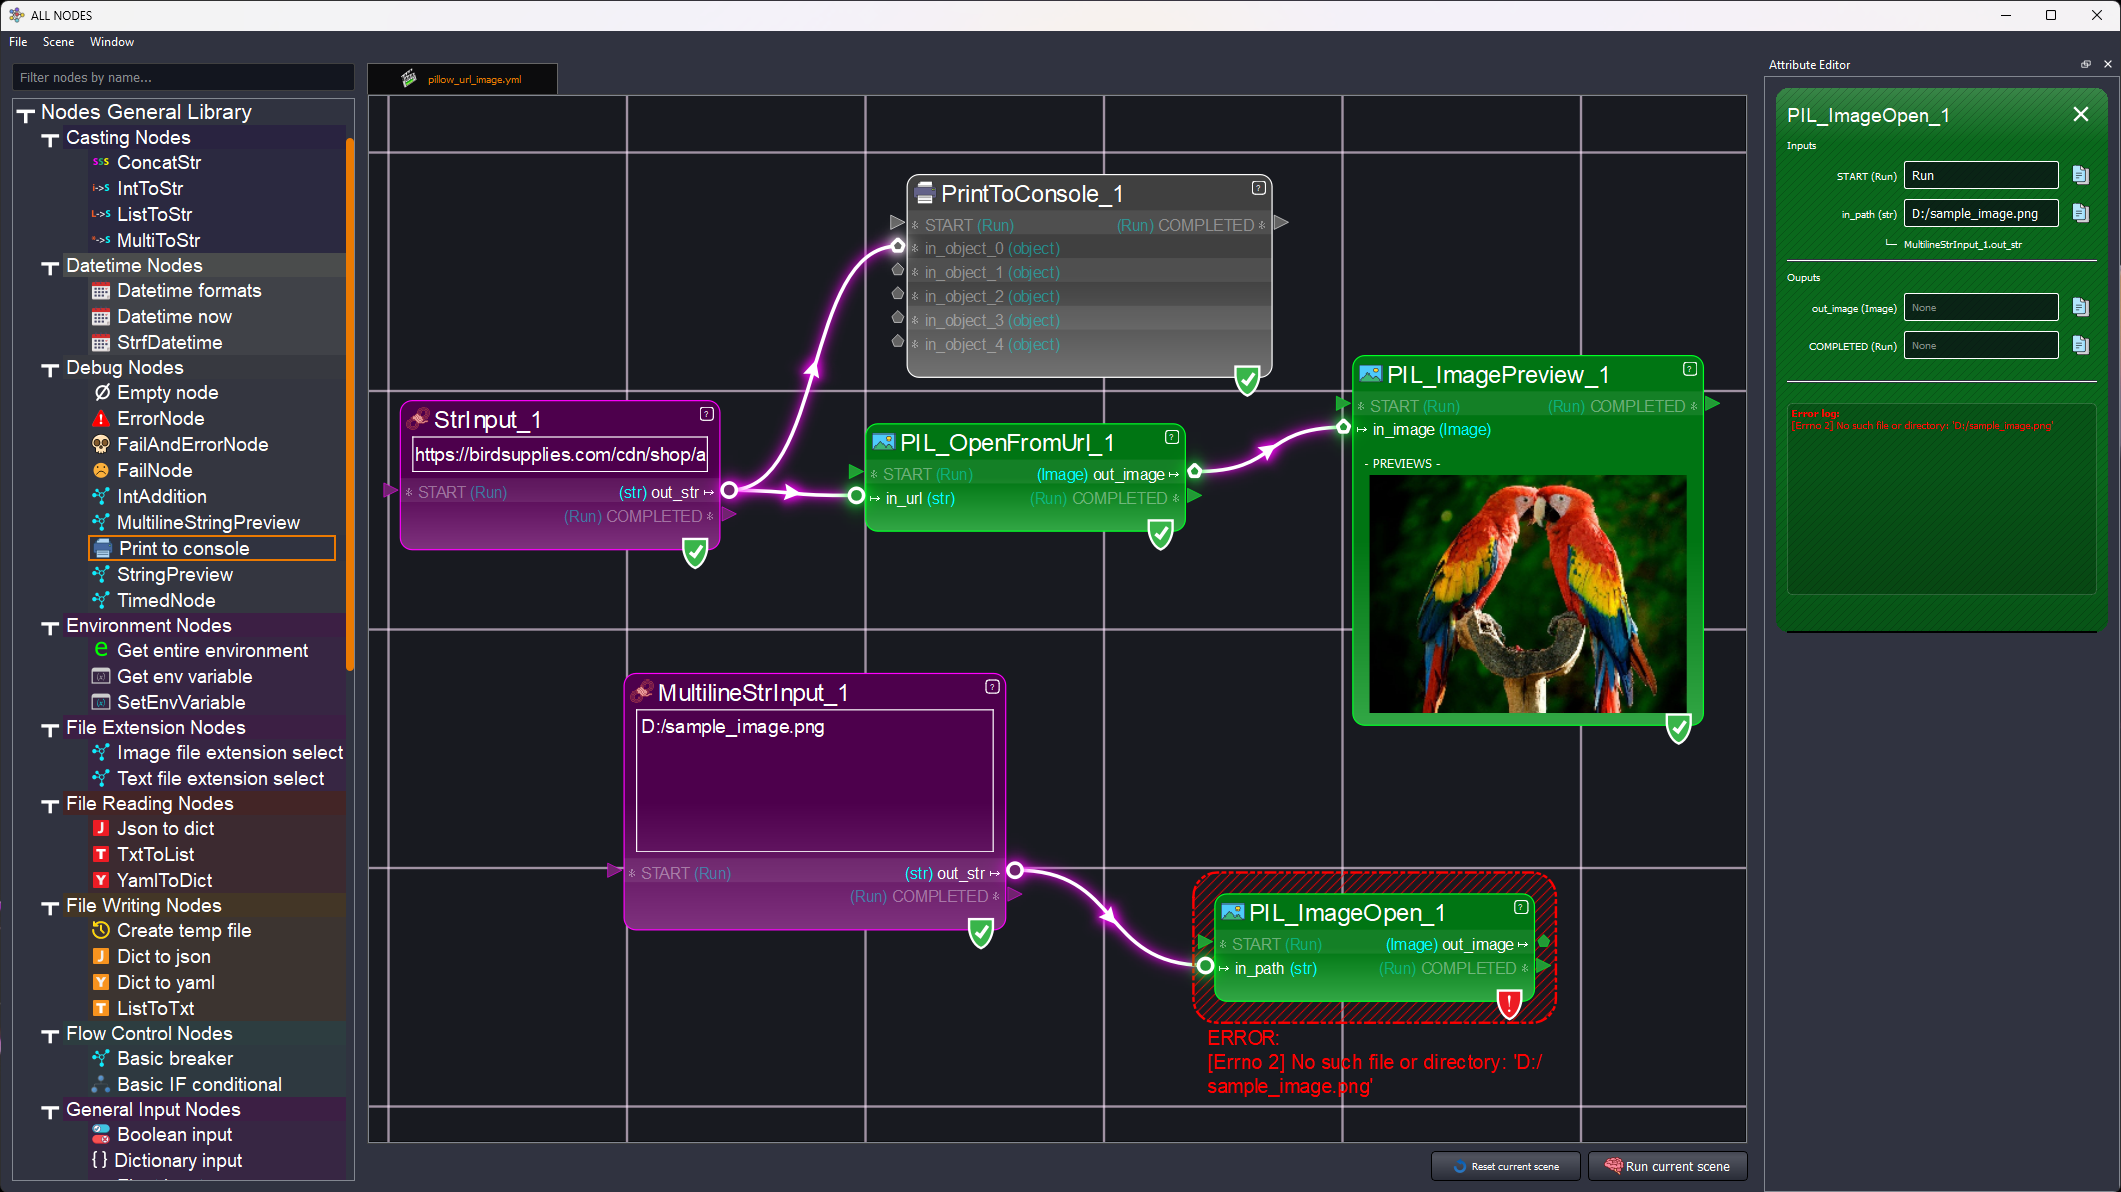 ALL NODES
File Scene Window
Filter nodes by name...
Nodes General Library
Casting Nodes
ConcatStr
IntToStr
ListToStr
MultiToStr
Datetime Nodes
Datetime formats
Datetime now
StrfDatetime
Debug Nodes
Empty node
ErrorNode
FailAndErrorNode
FailNode
IntAddition
MultilineStringPreview
Print to console
StringPreview
TimedNode
Environment Nodes
Get entire environment
Get env variable
SetEnvVariable
File Extension Nodes
Image file extension select
Text file extension select
File Reading Nodes
Json to dict
TxtToList
YamlToDict
File Writing Nodes
Create temp file
Dict to json
Dict to yaml
ListToTxt
Flow Control Nodes
Basic breaker
Basic IF conditional
General Input Nodes
Boolean input
Dictionary input
pillow_url_image.yml
PrintToConsole_1
START (Run) (Run) COMPLETED
in_object_0 (object)
in_object_1 (object)
in_object_2 (object)
in_object_3 (object)
in_object_4 (object)
StrInput_1
https://birdsupplies.com/cdn/shop/a
START (Run) (str) out_str
(Run) COMPLETED
PIL_OpenFromUrl_1
START (Run) (Image) out_image
in_url (str) (Run) COMPLETED
PIL_ImagePreview_1
START (Run) (Run) COMPLETED
in_image (Image)
- PREVIEWS -
MultilineStrInput_1
D:/sample_image.png
START (Run) (str) out_str
(Run) COMPLETED
PIL_ImageOpen_1
START (Run) (Image) out_image
in_path (str) (Run) COMPLETED
ERROR:
[Errno 2] No such file or directory: 'D:/
sample_image.png'
Reset current scene
Run current scene
Attribute Editor
PIL_ImageOpen_1
Inputs
START (Run) Run
in_path (str) D:/sample_image.png
MultilineStrInput_1.out_str
Ouputs
out_image (Image) None
COMPLETED (Run) None
Error log:
[Errno 2] No such file or directory: 'D:/sample_image.png'